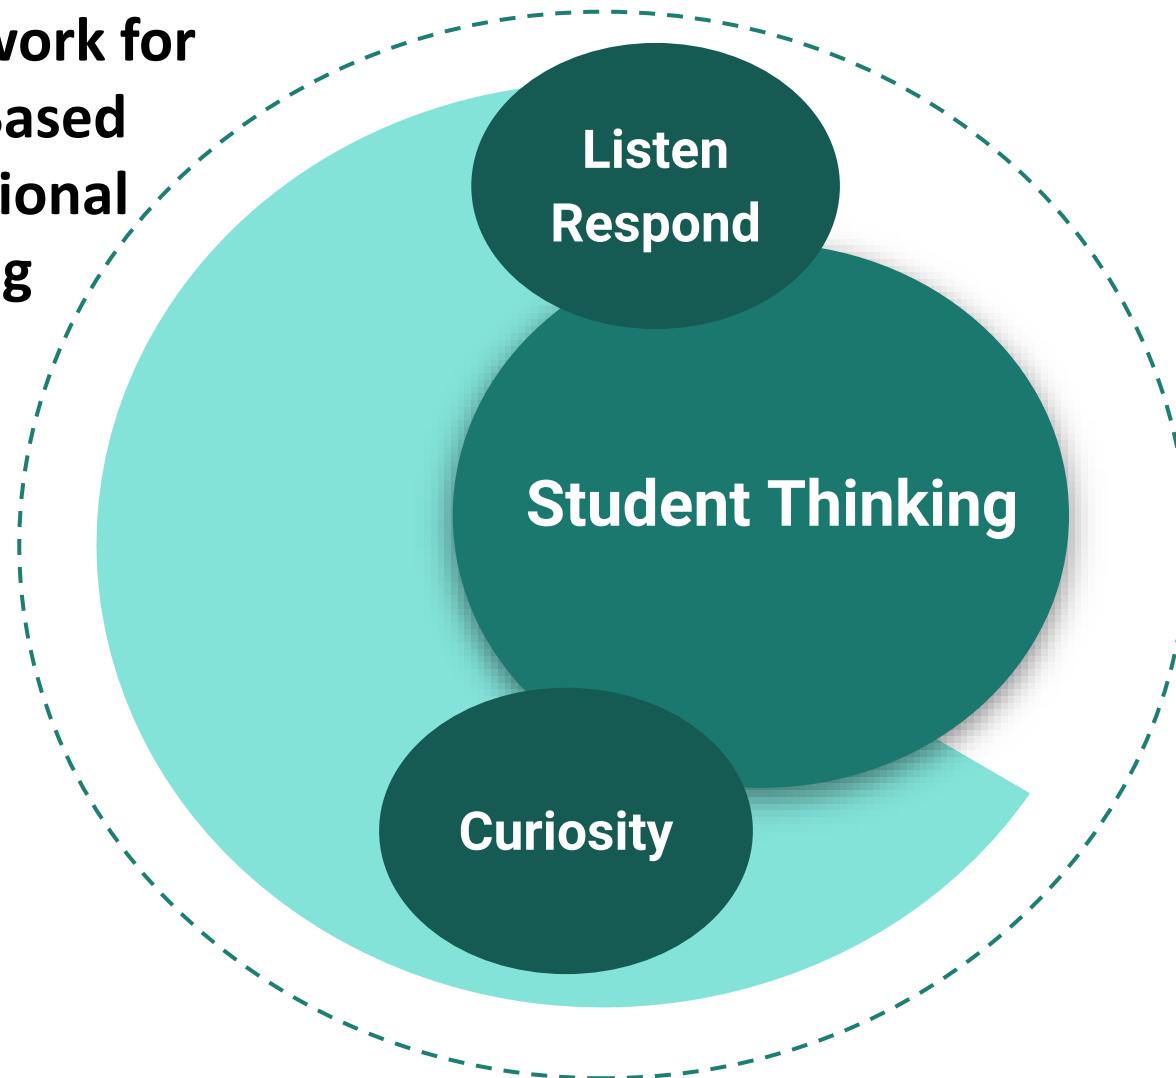 work for
Based
ional
g
Listen
Respond
Student Thinking
Curiosity